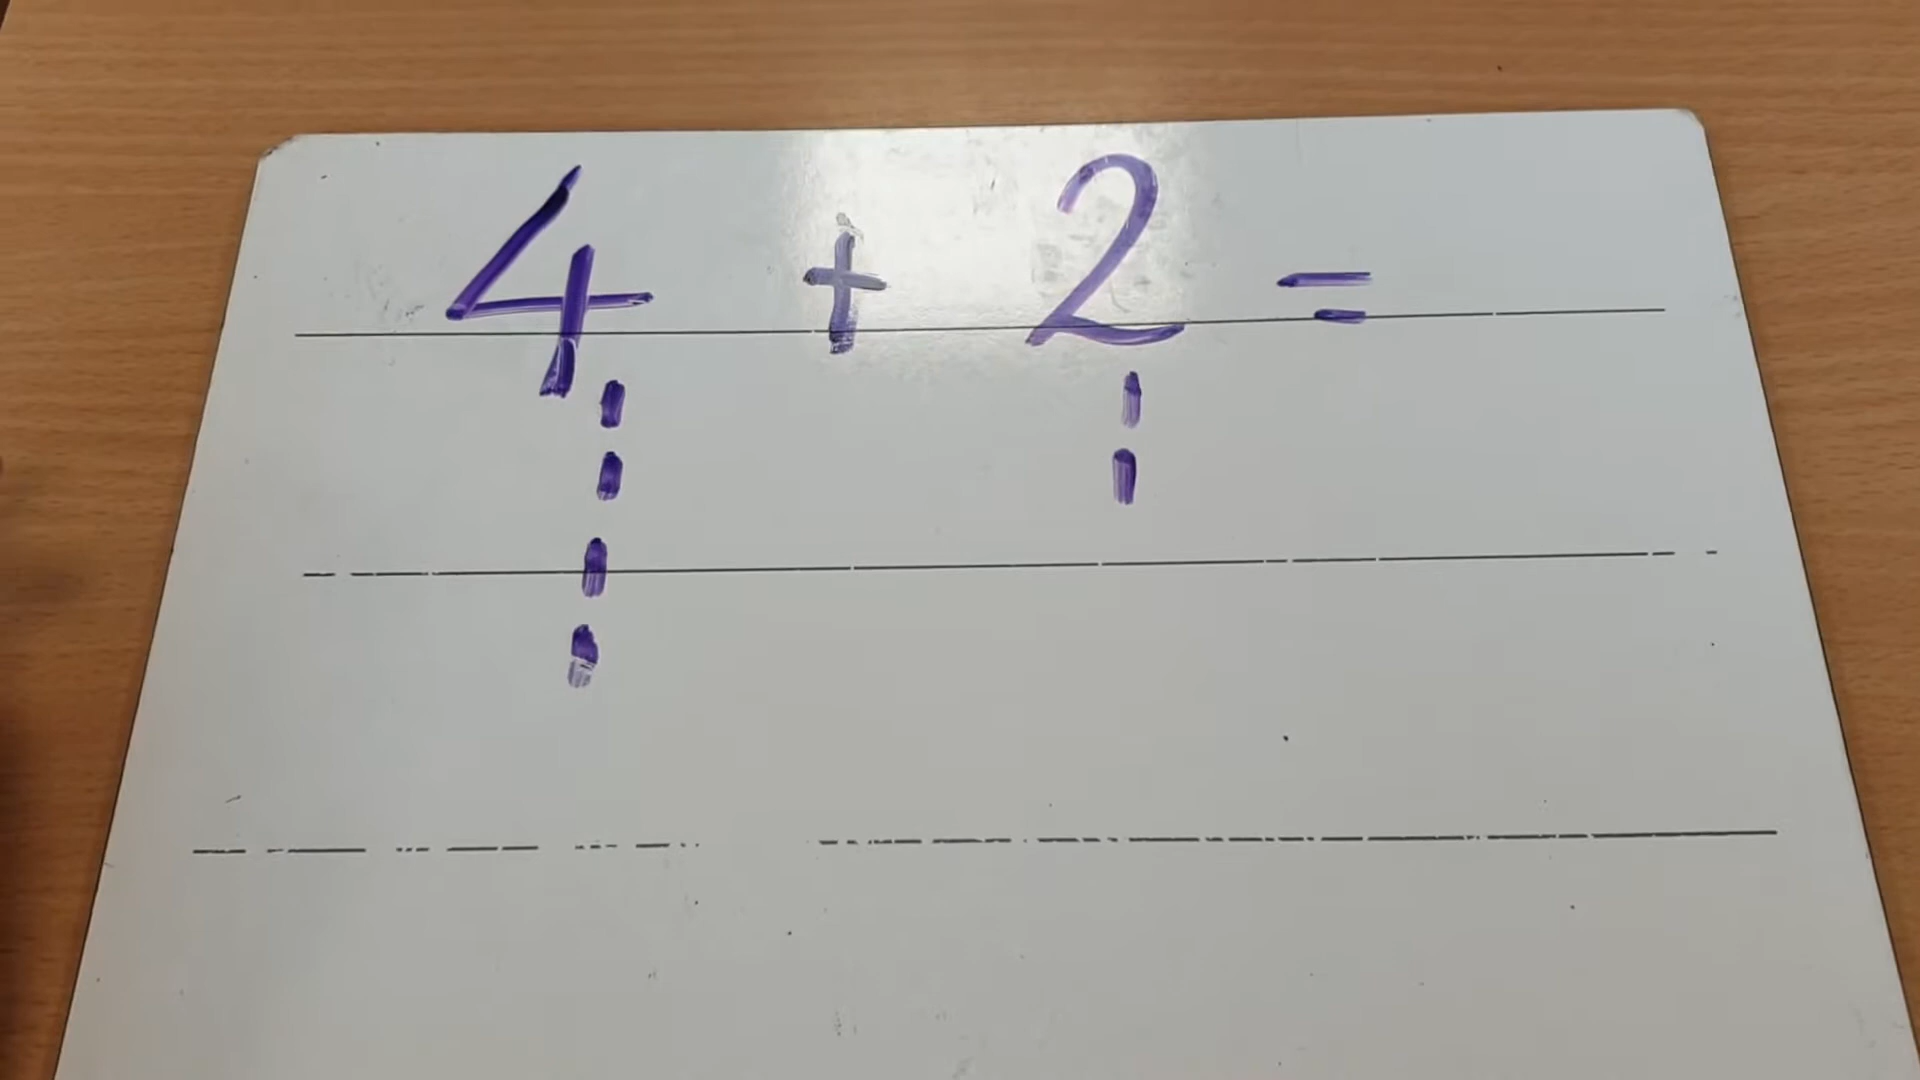 4 + 2 =